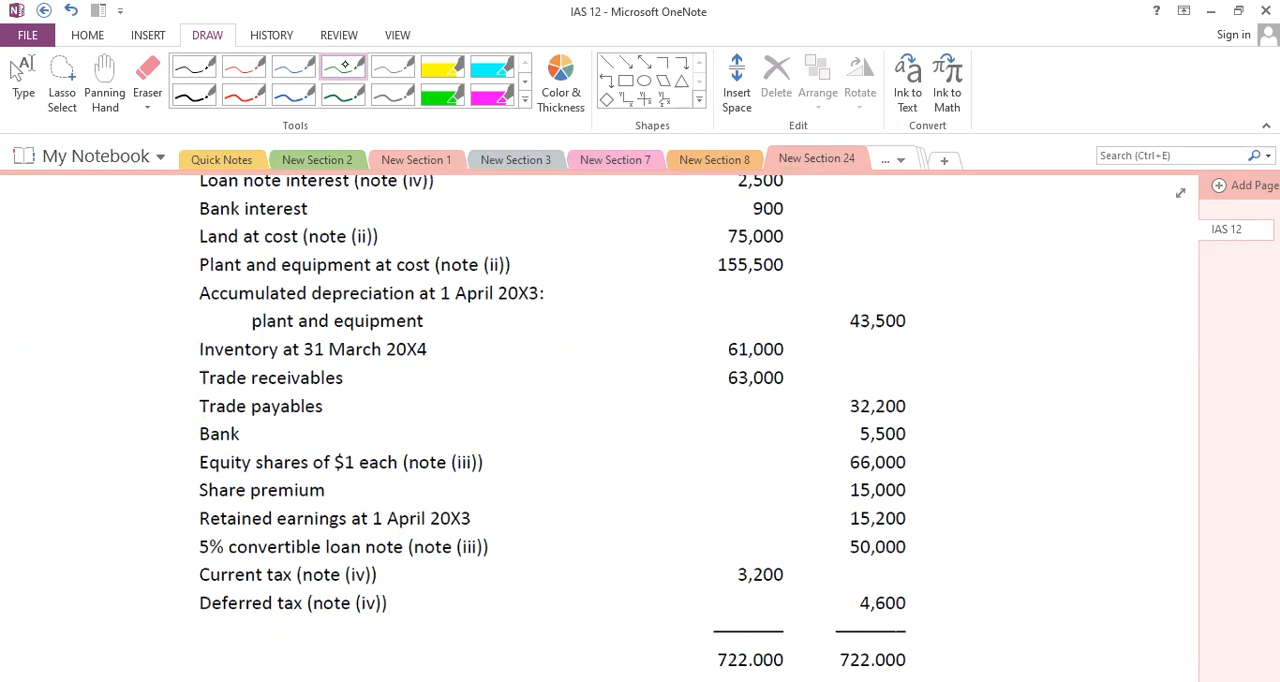 IAS 12 - Microsoft OneNote
?
FILE HOME INSERT DRAW HISTORY REVIEW VIEW Sign in
Type
Lasso Select
Panning Hand
Eraser
Color & Thickness
Insert Space
Delete
Arrange
Rotate
Ink to Text
Ink to Math
Tools Shapes Edit Convert
My Notebook Quick Notes New Section 2 New Section 1 New Section 3 New Section 7 New Section 8 New Section 24 ... Search (Ctrl+E)
Add Page
IAS 12
Loan note interest (note (iv)) 2,500
Bank interest 900
Land at cost (note (ii)) 75,000
Plant and equipment at cost (note (ii)) 155,500
Accumulated depreciation at 1 April 20X3:
plant and equipment 43,500
Inventory at 31 March 20X4 61,000
Trade receivables 63,000
Trade payables 32,200
Bank 5,500
Equity shares of $1 each (note (iii)) 66,000
Share premium 15,000
Retained earnings at 1 April 20X3 15,200
5% convertible loan note (note (iii)) 50,000
Current tax (note (iv)) 3,200
Deferred tax (note (iv)) 4,600
722.000 722.000